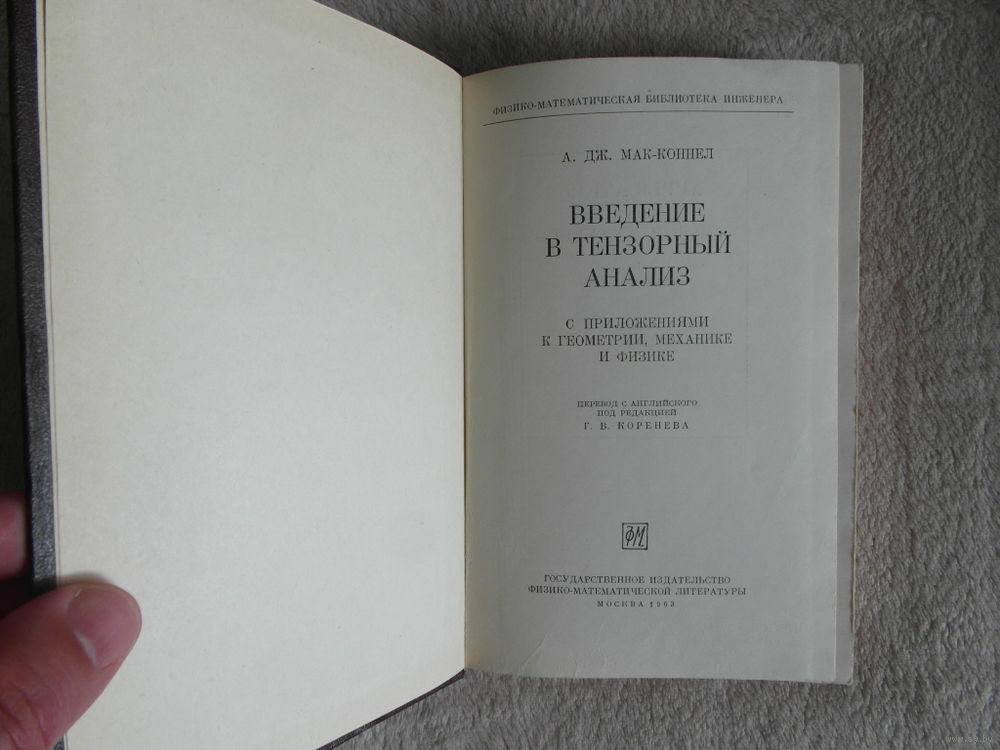 ФИЗИКО-МАТЕМАТИЧЕСКАЯ БИБЛИОТЕКА ИНЖЕНЕРА
А. ДЖ. МАК-КОННЕЛ
ВВЕДЕНИЕ
В ТЕНЗОРНЫЙ
АНАЛИЗ
С ПРИЛОЖЕНИЯМИ
К ГЕОМЕТРИИ, МЕХАНИКЕ
И ФИЗИКЕ
ПЕРЕВОД С АНГЛИЙСКОГО
ПОД РЕДАКЦИЕЙ
Г. В. КОРЕНЕВА
ФМ
ГОСУДАРСТВЕННОЕ ИЗДАТЕЛЬСТВО
ФИЗИКО-МАТЕМАТИЧЕСКОЙ ЛИТЕРАТУРЫ
МОСКВА 1963